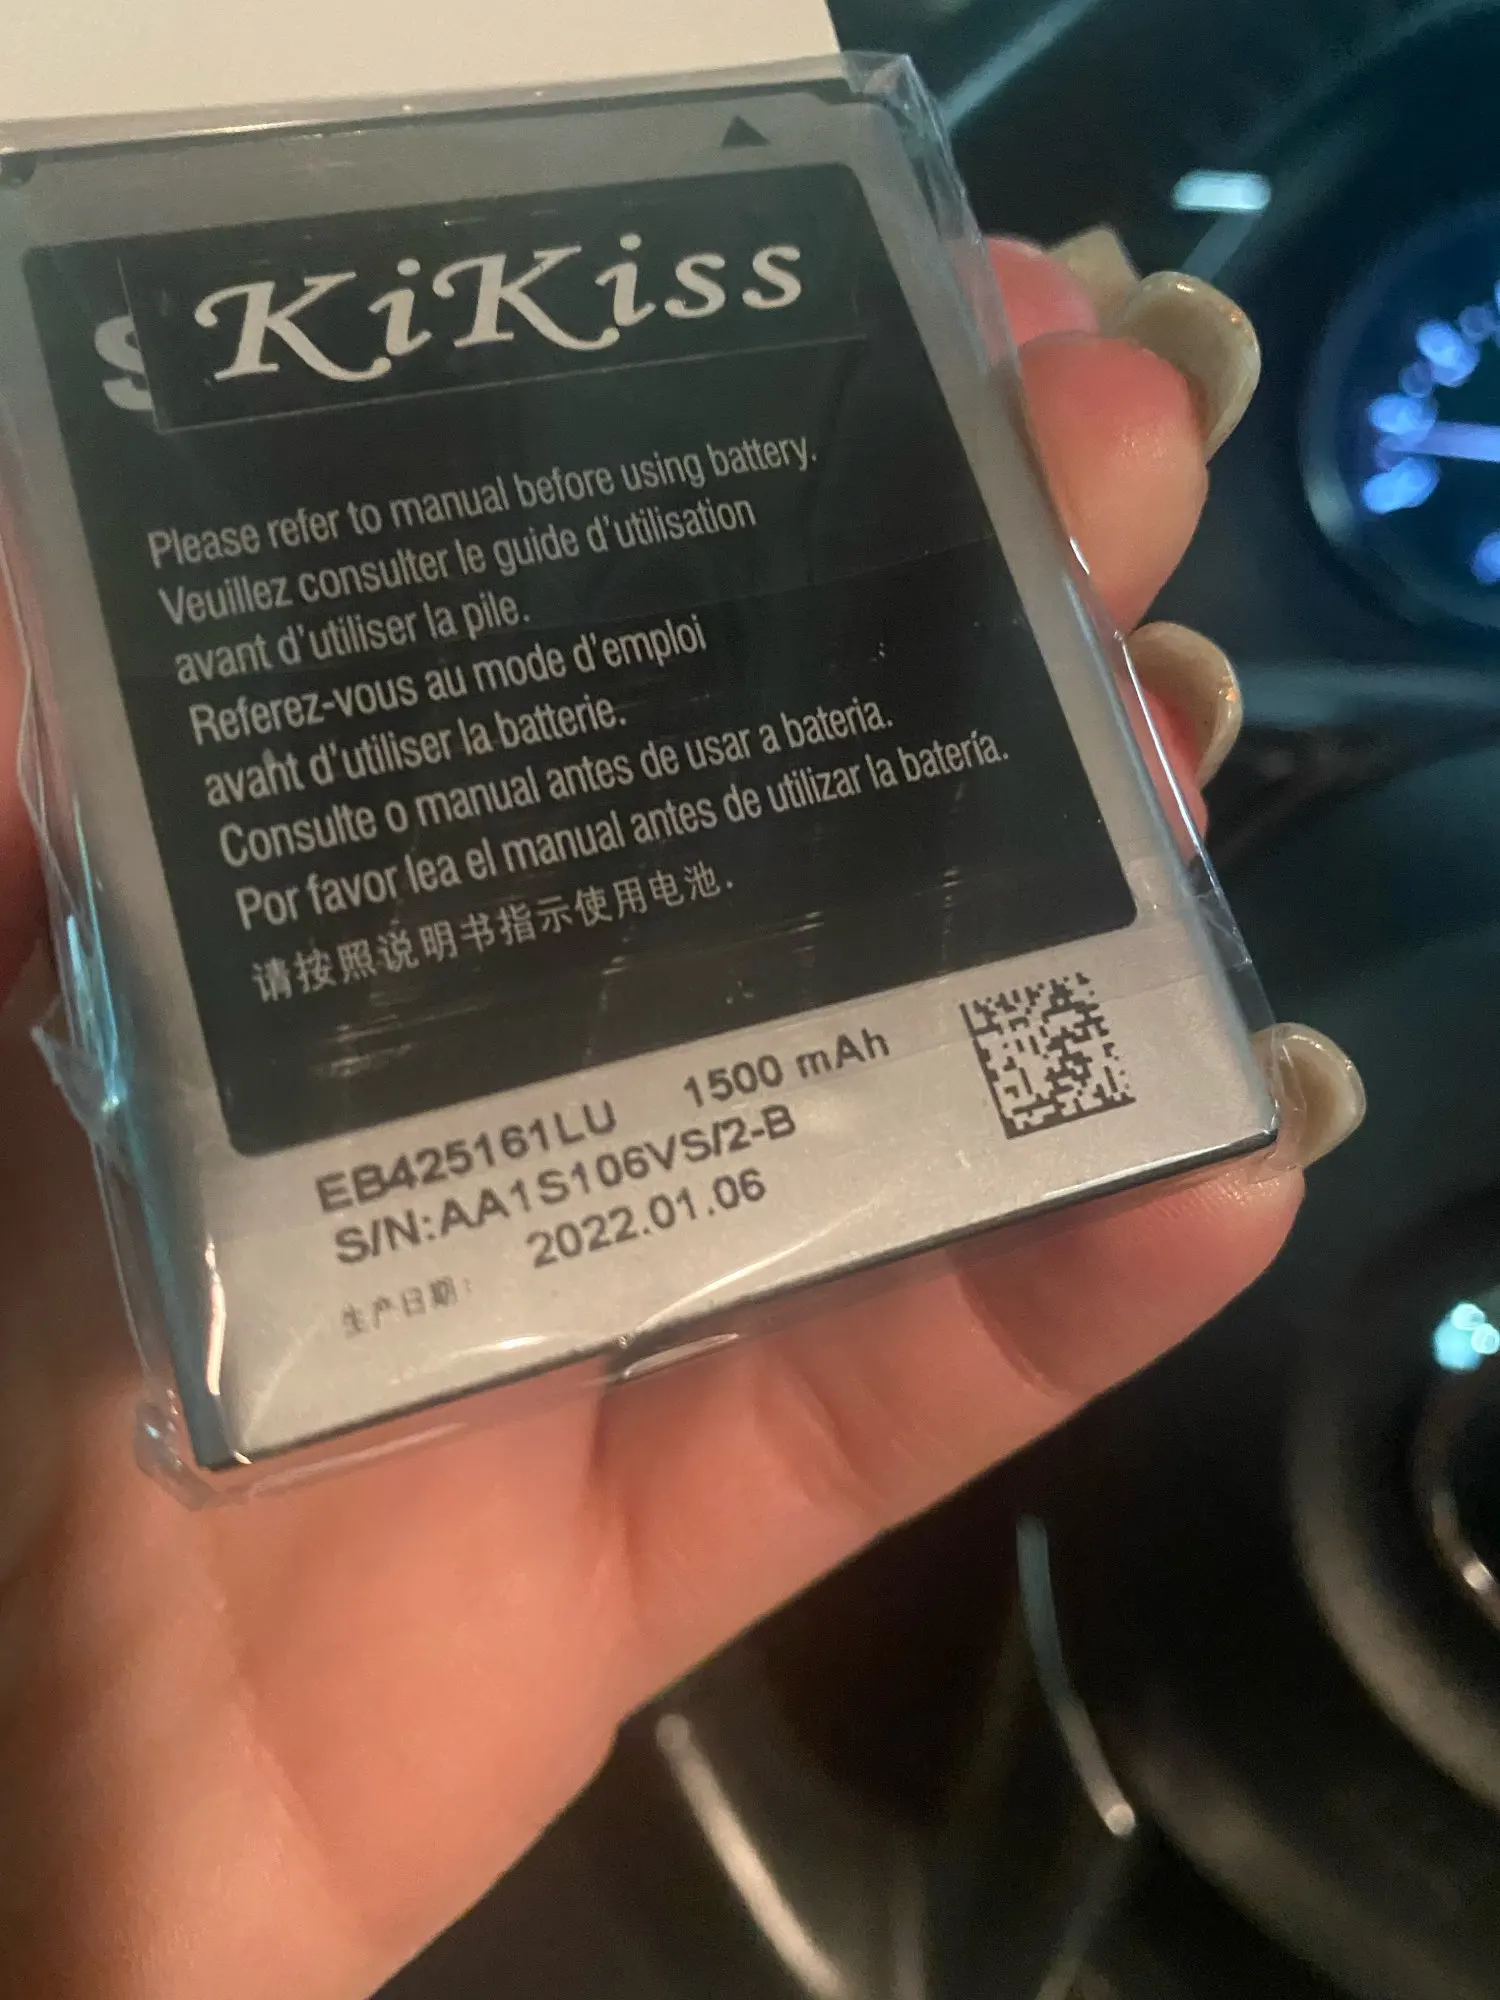 S KiKiss
Please refer to manual before using battery.
Veuillez consulter le guide d'utilisation
avant d'utiliser la pile.
Referez-vous au mode d'emploi
avant d'utiliser la batterie.
Consulte o manual antes de usar a bateria.
Por favor lea el manual antes de utilizar la batería.
请按照说明书指示使用电池.
EB425161LU 1500 mAh
S/N:AA1S106VS/2-B
2022.01.06
生产日期: